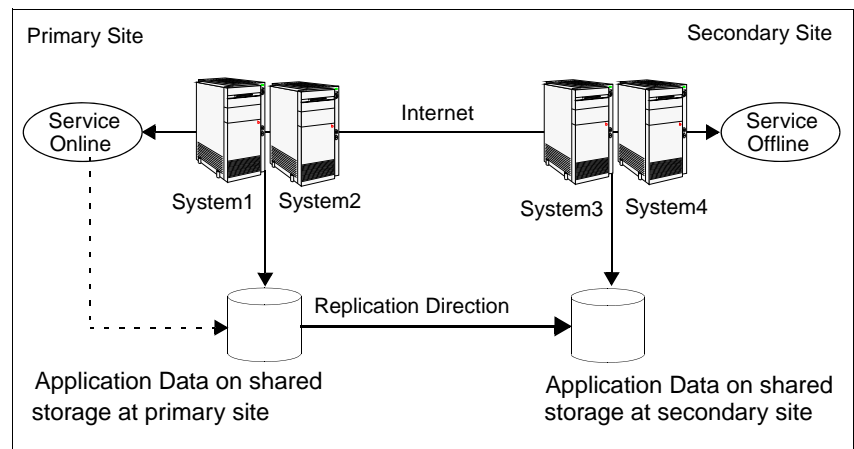 Primary Site
Secondary Site
Service
Online
Internet
Service
Offline
System1
System2
System3
System4
Replication Direction
Application Data on shared
storage at primary site
Application Data on shared
storage at secondary site